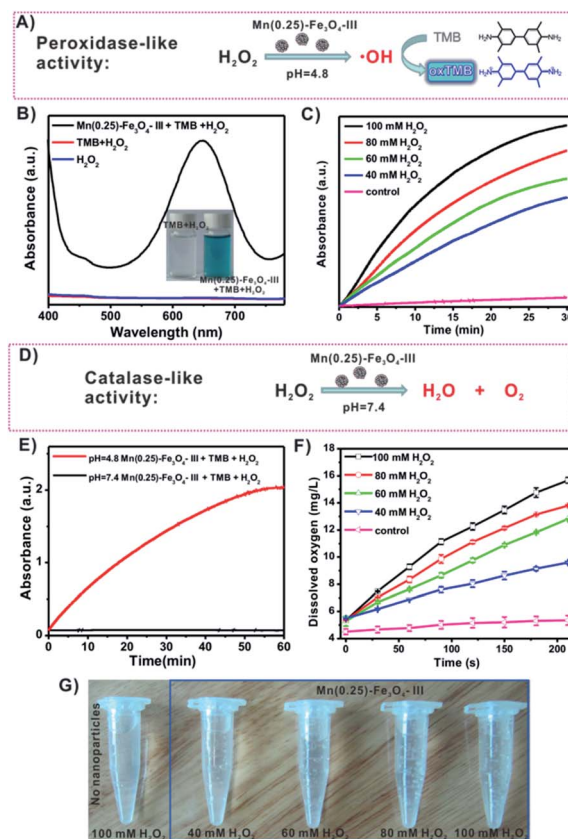 A)
Peroxidase-like
activity:
H₂O₂
Mn(0.25)-Fe₃O₄-III
pH=4.8
·OH
TMB
oxTMB
H₂N
NH₂
B)
Mn(0.25)-Fe₃O₄- III + TMB +H₂O₂
TMB+H₂O₂
H₂O₂
TMB+H₂O₂
Mn(0.25)-Fe₃O₄-III
+TMB+H₂O₂
Absorbance (a.u.)
400 500 600 700
Wavelength (nm)
C)
100 mM H₂O₂
80 mM H₂O₂
60 mM H₂O₂
40 mM H₂O₂
control
Absorbance (a.u.)
0 5 10 15 20 25 30
Time (min)
D)
Catalase-like
activity:
H₂O₂
Mn(0.25)-Fe₃O₄-III
pH=7.4
H₂O + O₂
E)
pH=4.8 Mn(0.25)-Fe₃O₄- III + TMB + H₂O₂
pH=7.4 Mn(0.25)-Fe₃O₄- III + TMB + H₂O₂
Absorbance (a.u.)
2
1
0
0 10 20 30 40 50 60
Time(min)
F)
100 mM H₂O₂
80 mM H₂O₂
60 mM H₂O₂
40 mM H₂O₂
control
Dissolved oxygen (mg/L)
16
14
12
10
8
6
4
0 50 100 150 200
Time (s)
G)
Mn(0.25)-Fe₃O₄-III
No nanoparticles
100 mM H₂O₂ 40 mM H₂O₂ 60 mM H₂O₂ 80 mM H₂O₂ 100 mM H₂O₂